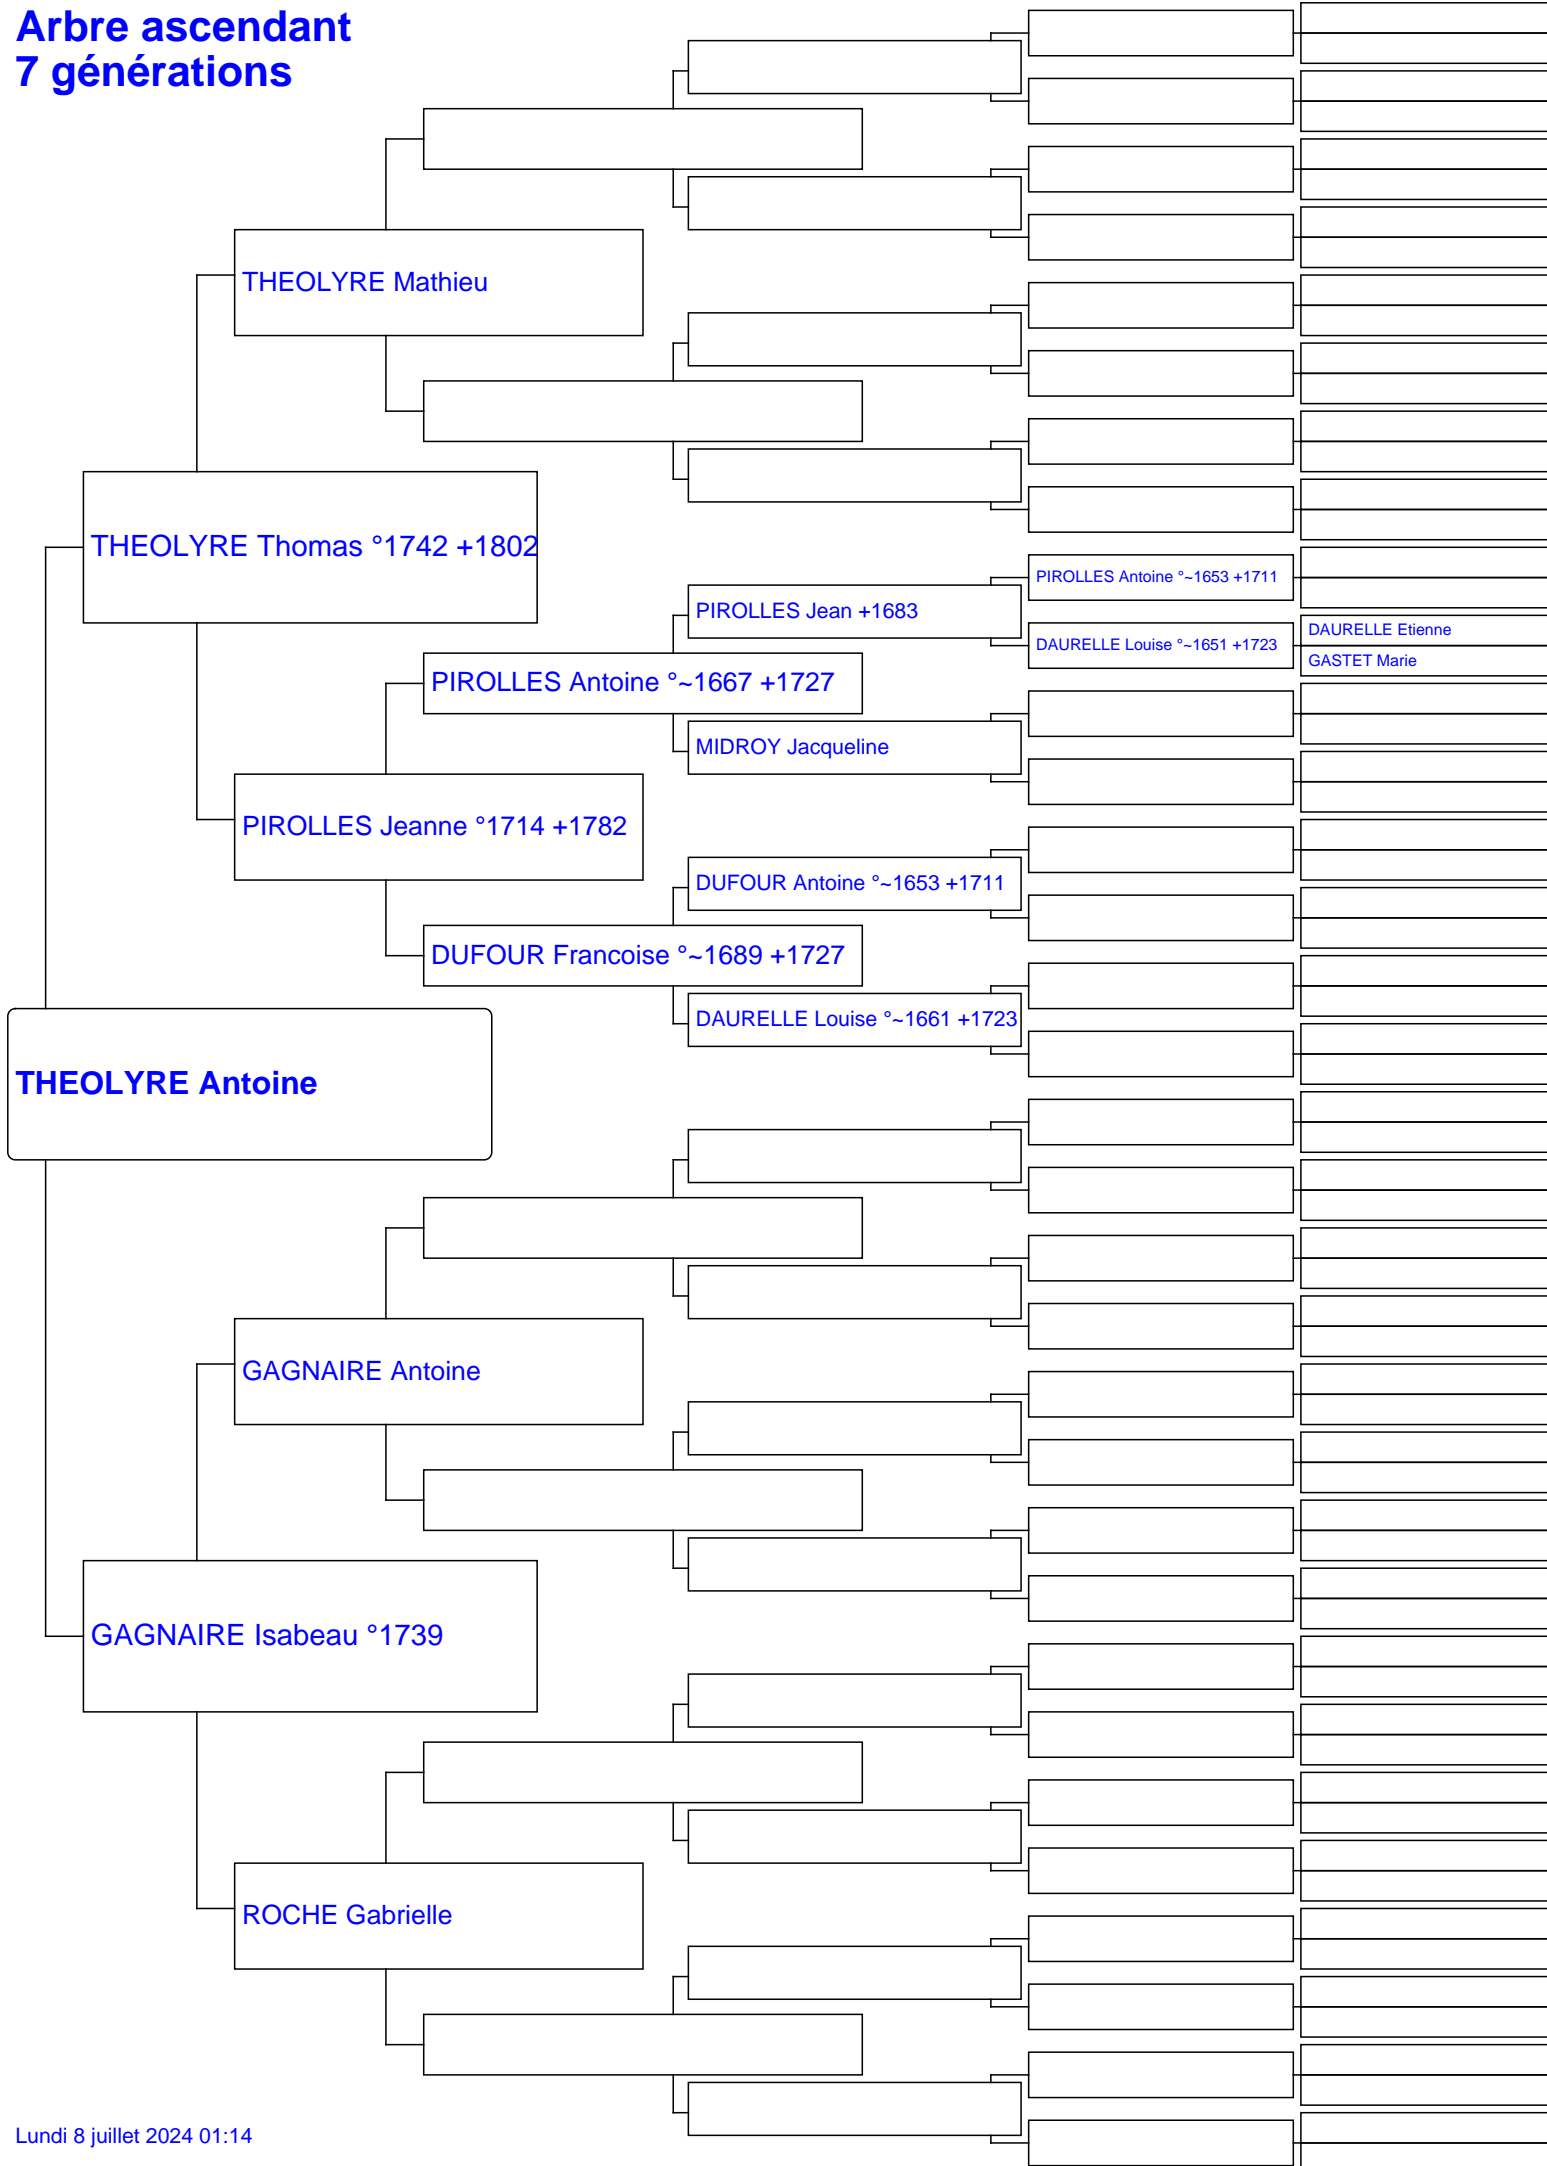 Arbre ascendant
7 générations
THEOLYRE Mathieu
THEOLYRE Thomas °1742 +1802
PIROLLES Antoine °~1653 +1711
PIROLLES Jean +1683
DAURELLE Etienne
DAURELLE Louise °~1651 +1723
GASTET Marie
PIROLLES Antoine °~1667 +1727
MIDROY Jacqueline
PIROLLES Jeanne °1714 +1782
DUFOUR Antoine °~1653 +1711
DUFOUR Francoise °~1689 +1727
DAURELLE Louise °~1661 +1723
THEOLYRE Antoine
GAGNAIRE Antoine
GAGNAIRE Isabeau °1739
ROCHE Gabrielle
Lundi 8 juillet 2024 01:14